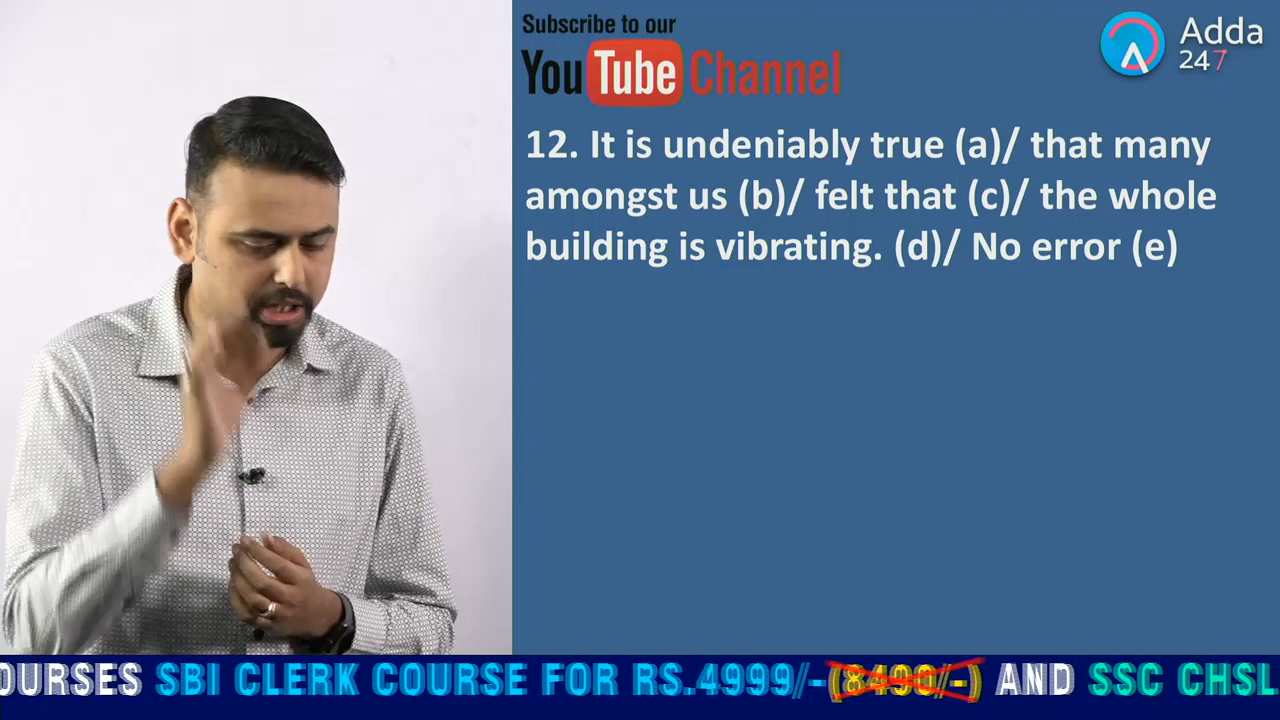 Subscribe to our
YouTube Channel
Adda
247
12. It is undeniably true (a)/ that many
amongst us (b)/ felt that (c)/ the whole
building is vibrating. (d)/ No error (e)
OURSES SBI CLERK COURSE FOR RS.4999/-(8490/-) AND SSC CHSL